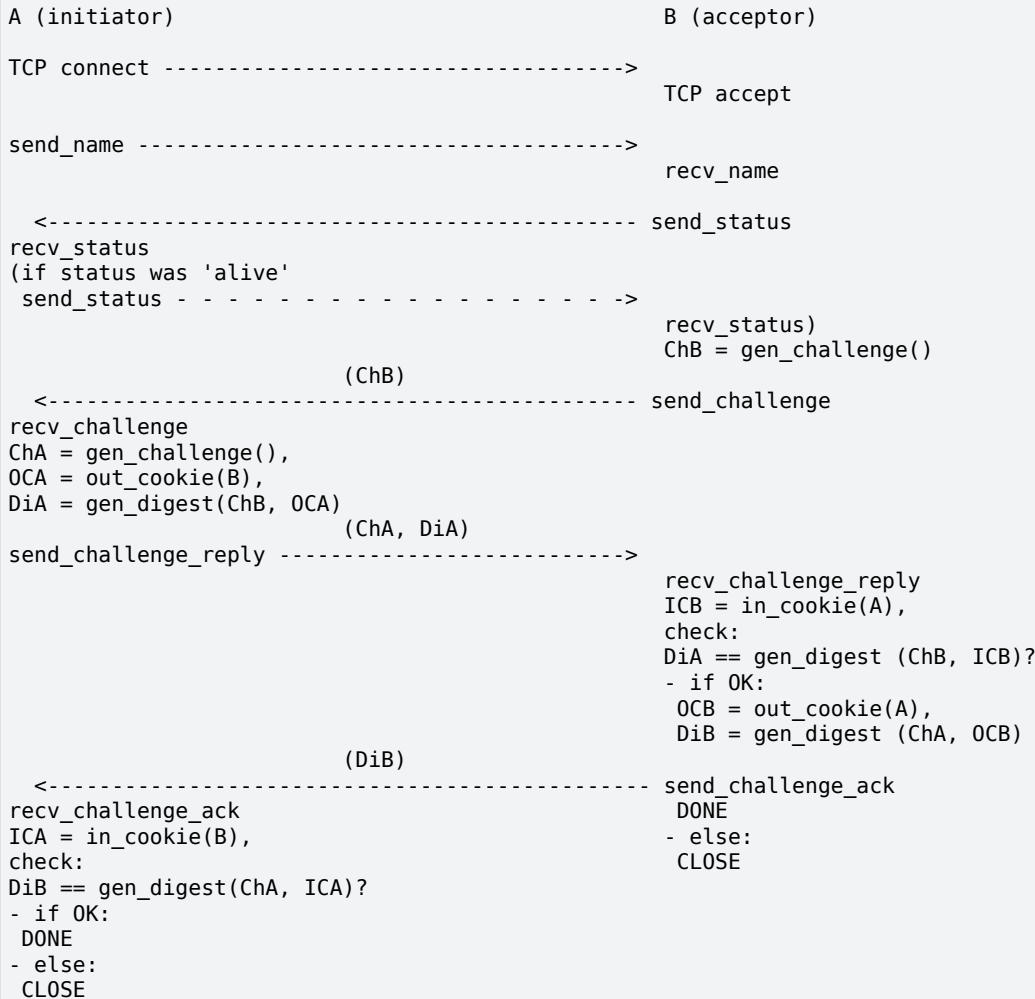 A (initiator)                                      B (acceptor)
TCP connect ------------------------------------>
                                                   TCP accept
send_name -------------------------------------->
                                                   recv_name
  <---------------------------------------------- send_status
recv_status
(if status was 'alive'
 send_status - - - - - - - - - - - - - - - - - ->
                                                   recv_status)
                                                   ChB = gen_challenge()
                          (ChB)
  <---------------------------------------------- send_challenge
recv_challenge
ChA = gen_challenge(),
OCA = out_cookie(B),
DiA = gen_digest(ChB, OCA)
                          (ChA, DiA)
send_challenge_reply --------------------------->
                                                   recv_challenge_reply
                                                   ICB = in_cookie(A),
                                                   check:
                                                   DiA == gen_digest (ChB, ICB)?
                                                   - if OK:
                                                    OCB = out_cookie(A),
                                                    DiB = gen_digest (ChA, OCB)
                          (DiB)
  <----------------------------------------------- send_challenge_ack
recv_challenge_ack                                  DONE
ICA = in_cookie(B),                                - else:
check:                                              CLOSE
DiB == gen_digest(ChA, ICA)?
- if OK:
 DONE
- else:
 CLOSE